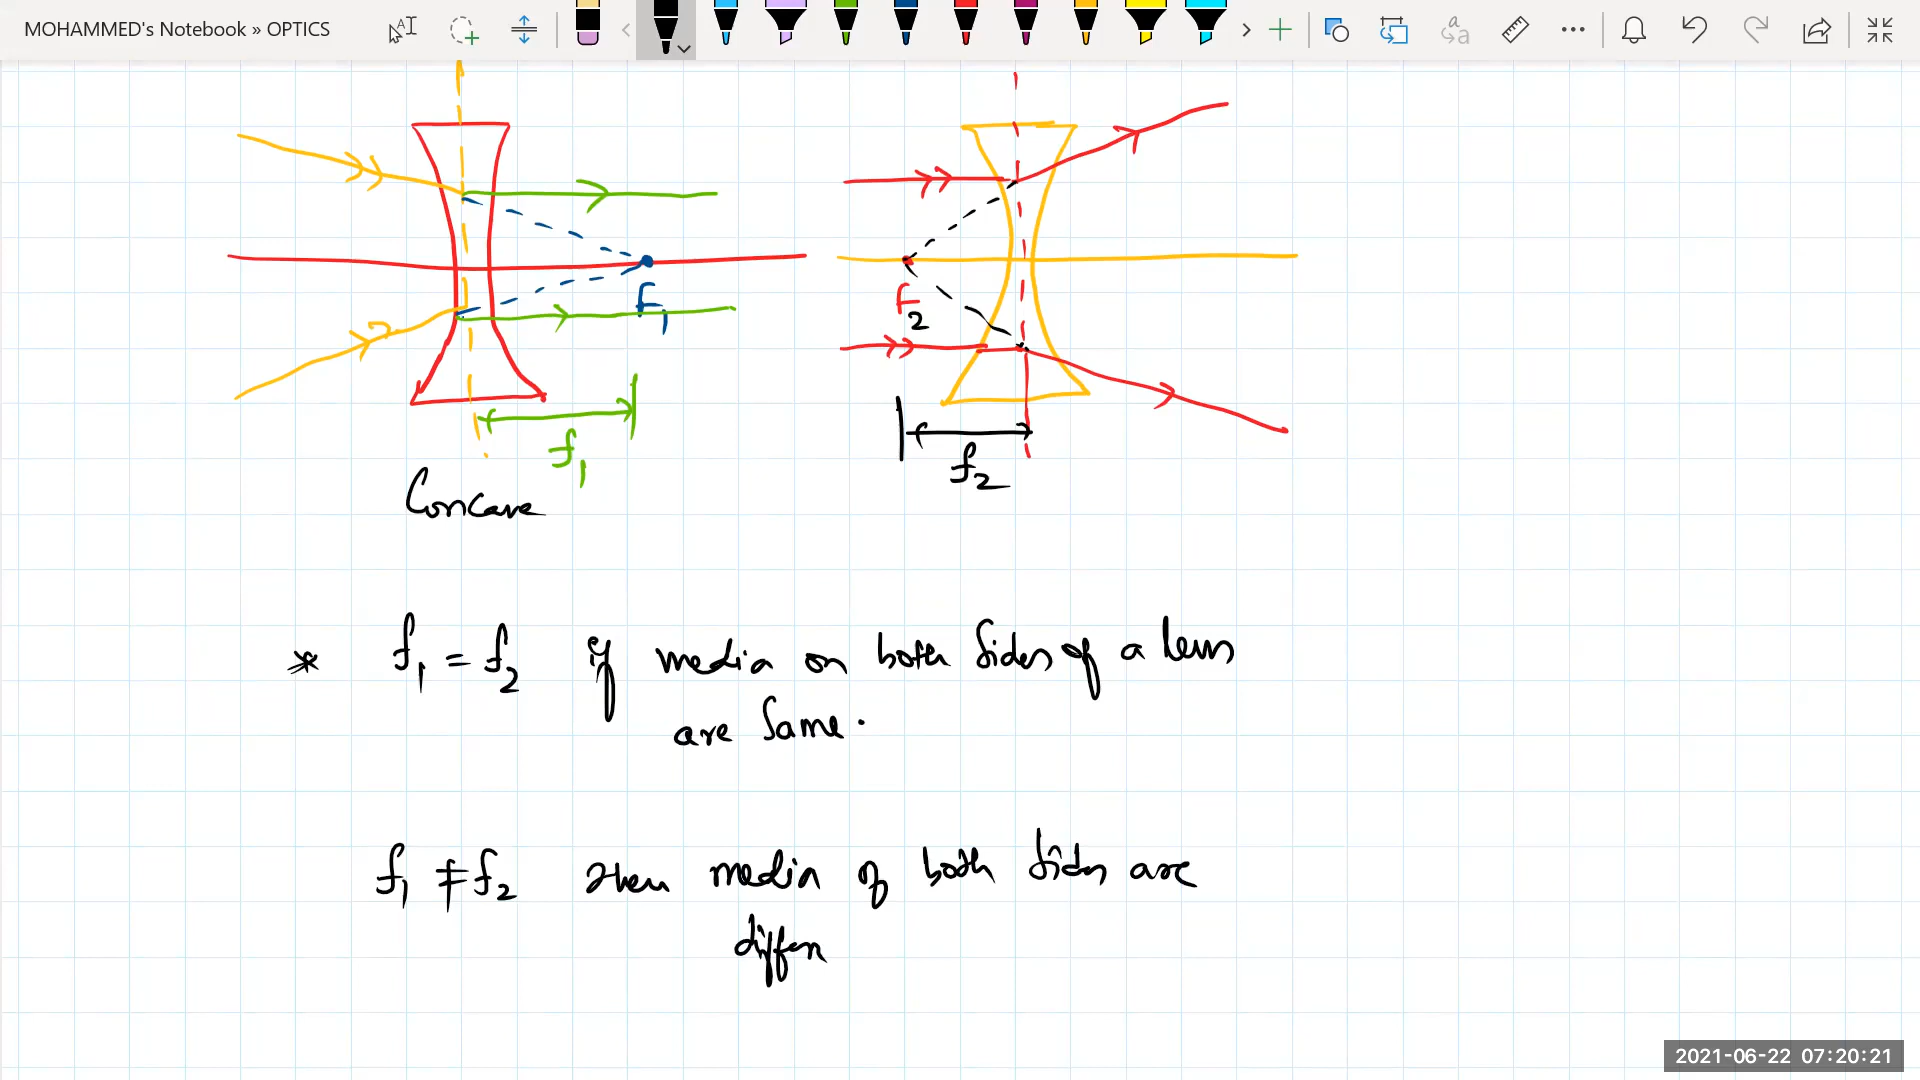 MOHAMMED's Notebook » OPTICS
F1
F2
f1
f2
Concave
* f1 = f2 if media on both sides of a lens
are same.
f1 ≠ f2 when media of both sides are
differn
2021-06-22 07:20:21